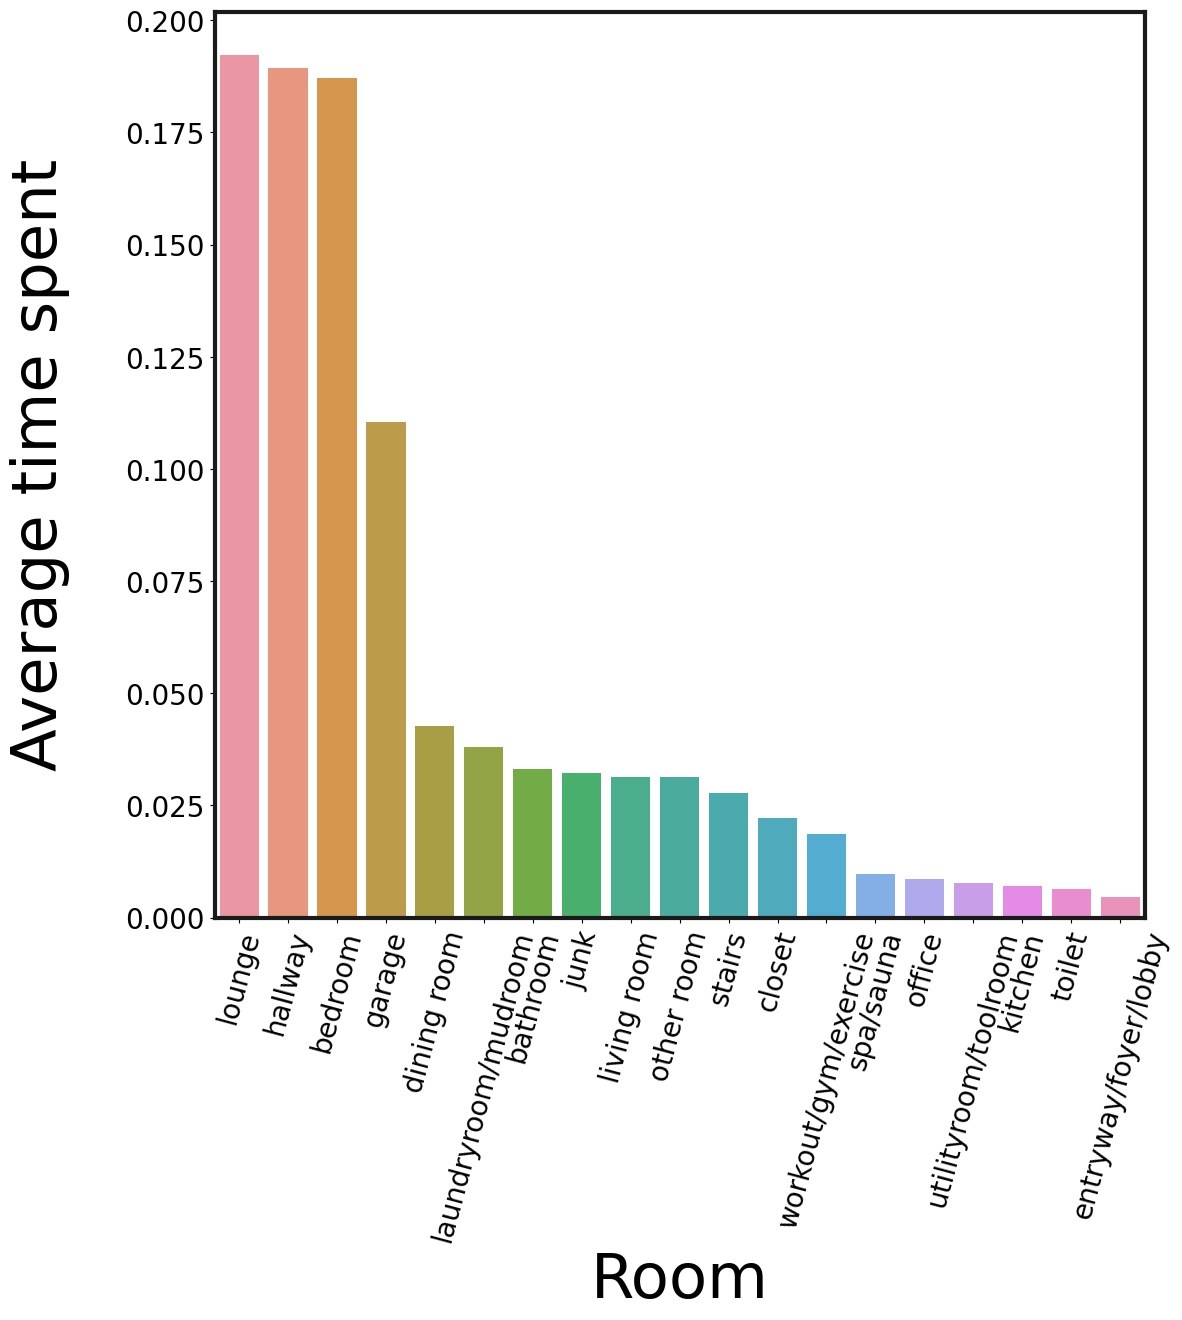 Average time spent
0.200
0.175
0.150
0.125
0.100
0.075
0.050
0.025
0.000
lounge
hallway
bedroom
garage
dining room
laundryroom/mudroom
bathroom
junk
living room
other room
stairs
closet
workout/gym/exercise
spa/sauna
office
utilityroom/toolroom
kitchen
toilet
entryway/foyer/lobby
Room